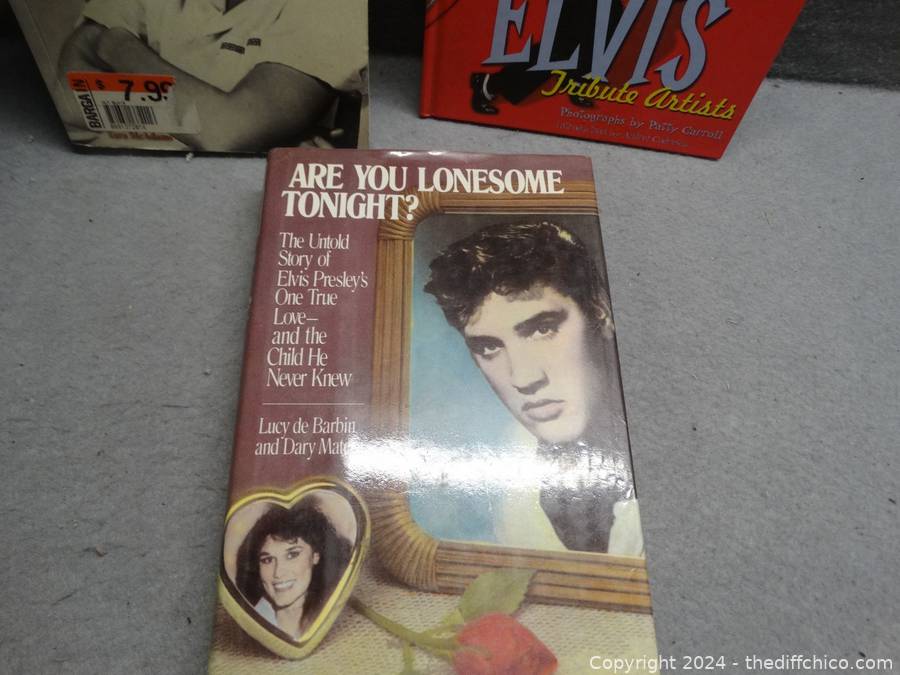 BARGAIN
$ 7.99
ELVIS
Tribute Artists
Photographs by Patty Carroll
ARE YOU LONESOME
TONIGHT?
The Untold
Story of
Elvis Presley's
One True
Love—
and the
Child He
Never Knew
Lucy de Barbin
and Dary
Copyright 2024 - thediffchico.com